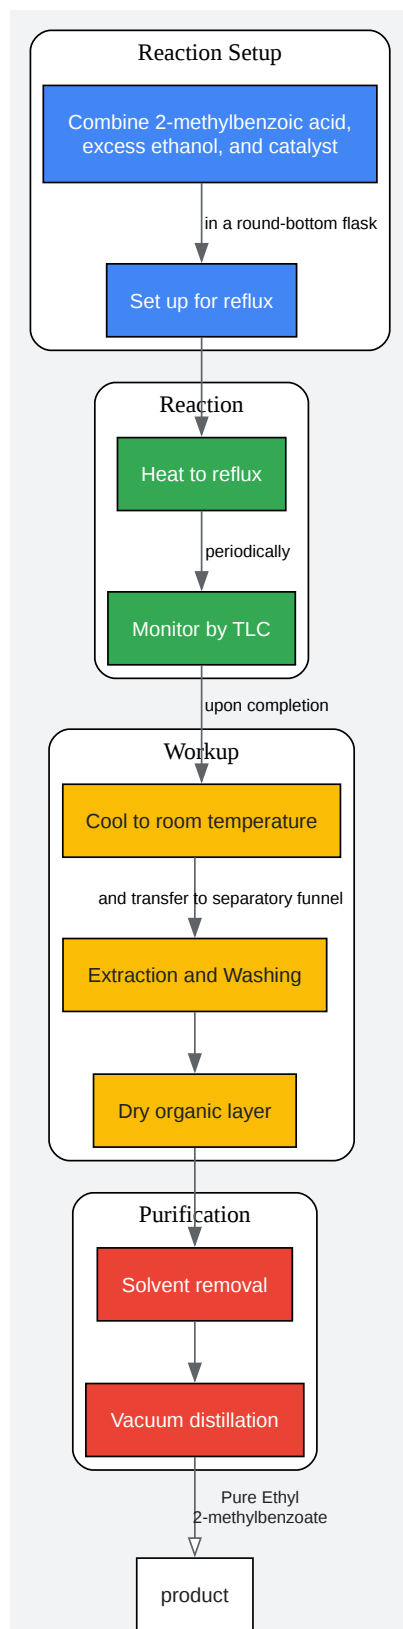 Reaction Setup
Combine 2-methylbenzoic acid,
excess ethanol, and catalyst
in a round-bottom flask
Set up for reflux
Reaction
Heat to reflux
periodically
Monitor by TLC
upon completion
Workup
Cool to room temperature
and transfer to separatory funnel
Extraction and Washing
Dry organic layer
Purification
Solvent removal
Vacuum distillation
Pure Ethyl
2-methylbenzoate
product